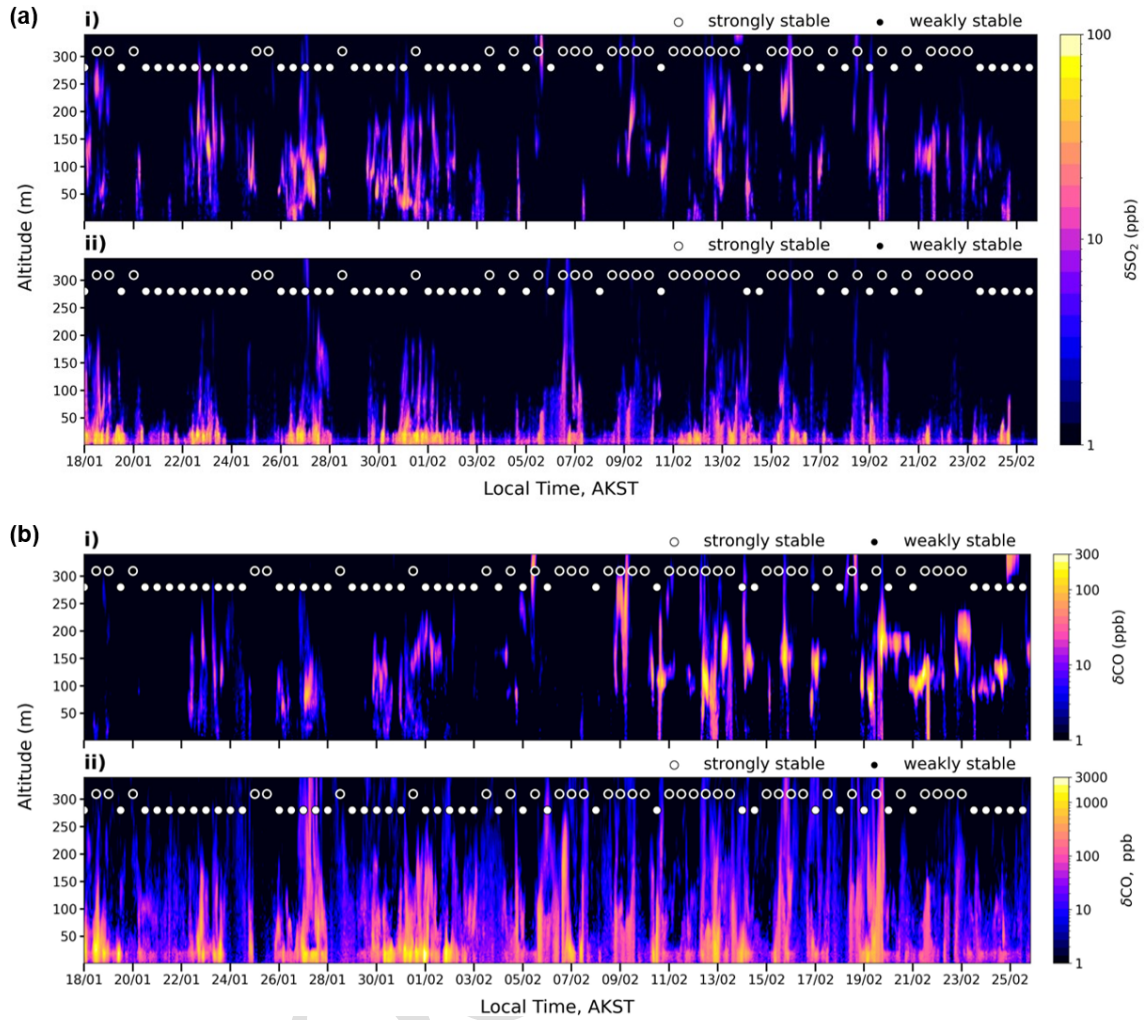 (a)
i)
○ strongly stable ● weakly stable
300
250
200
150
100
50
ii)
○ strongly stable ● weakly stable
300
250
200
150
100
50
Altitude (m)
18/01 20/01 22/01 24/01 26/01 28/01 30/01 01/02 03/02 05/02 07/02 09/02 11/02 13/02 15/02 17/02 19/02 21/02 23/02 25/02
Local Time, AKST
100
10
1
δSO₂ (ppb)
(b)
i)
○ strongly stable ● weakly stable
300
250
200
150
100
50
300
100
10
1
δCO (ppb)
ii)
○ strongly stable ● weakly stable
300
250
200
150
100
50
Altitude (m)
18/01 20/01 22/01 24/01 26/01 28/01 30/01 01/02 03/02 05/02 07/02 09/02 11/02 13/02 15/02 17/02 19/02 21/02 23/02 25/02
Local Time, AKST
3000
1000
100
10
1
δCO, ppb